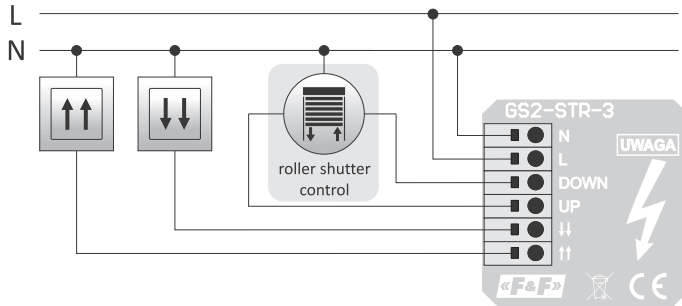 L
N
GS2-STR-3
N
UWAGA
L
DOWN
UP
↓↓
↑↑
roller shutter
control
«F&F»
CE